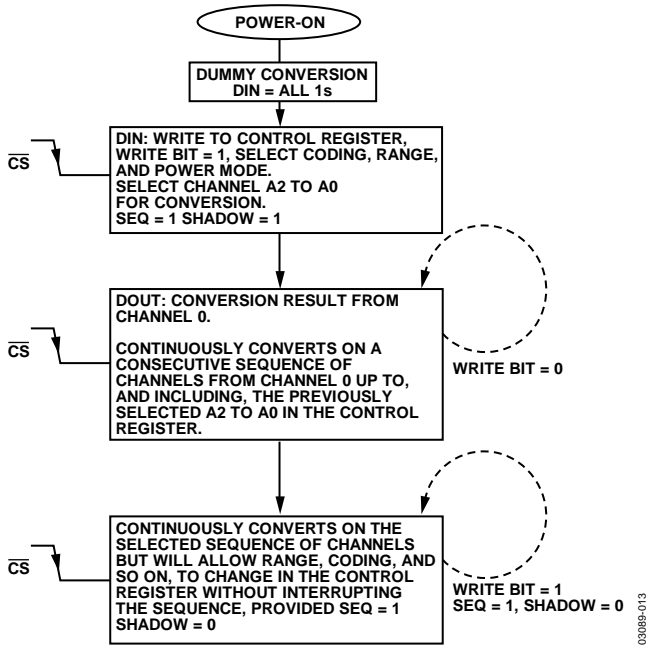 POWER-ON
DUMMY CONVERSION
DIN = ALL 1s
CS
DIN: WRITE TO CONTROL REGISTER,
WRITE BIT = 1, SELECT CODING, RANGE,
AND POWER MODE.
SELECT CHANNEL A2 TO A0
FOR CONVERSION.
SEQ = 1 SHADOW = 1
CS
DOUT: CONVERSION RESULT FROM
CHANNEL 0.
CONTINUOUSLY CONVERTS ON A
CONSECUTIVE SEQUENCE OF
CHANNELS FROM CHANNEL 0 UP TO,
AND INCLUDING, THE PREVIOUSLY
SELECTED A2 TO A0 IN THE CONTROL
REGISTER.
WRITE BIT = 0
CS
CONTINUOUSLY CONVERTS ON THE
SELECTED SEQUENCE OF CHANNELS
BUT WILL ALLOW RANGE, CODING, AND
SO ON, TO CHANGE IN THE CONTROL
REGISTER WITHOUT INTERRUPTING
THE SEQUENCE, PROVIDED SEQ = 1
SHADOW = 0
WRITE BIT = 1
SEQ = 1, SHADOW = 0
03089-013